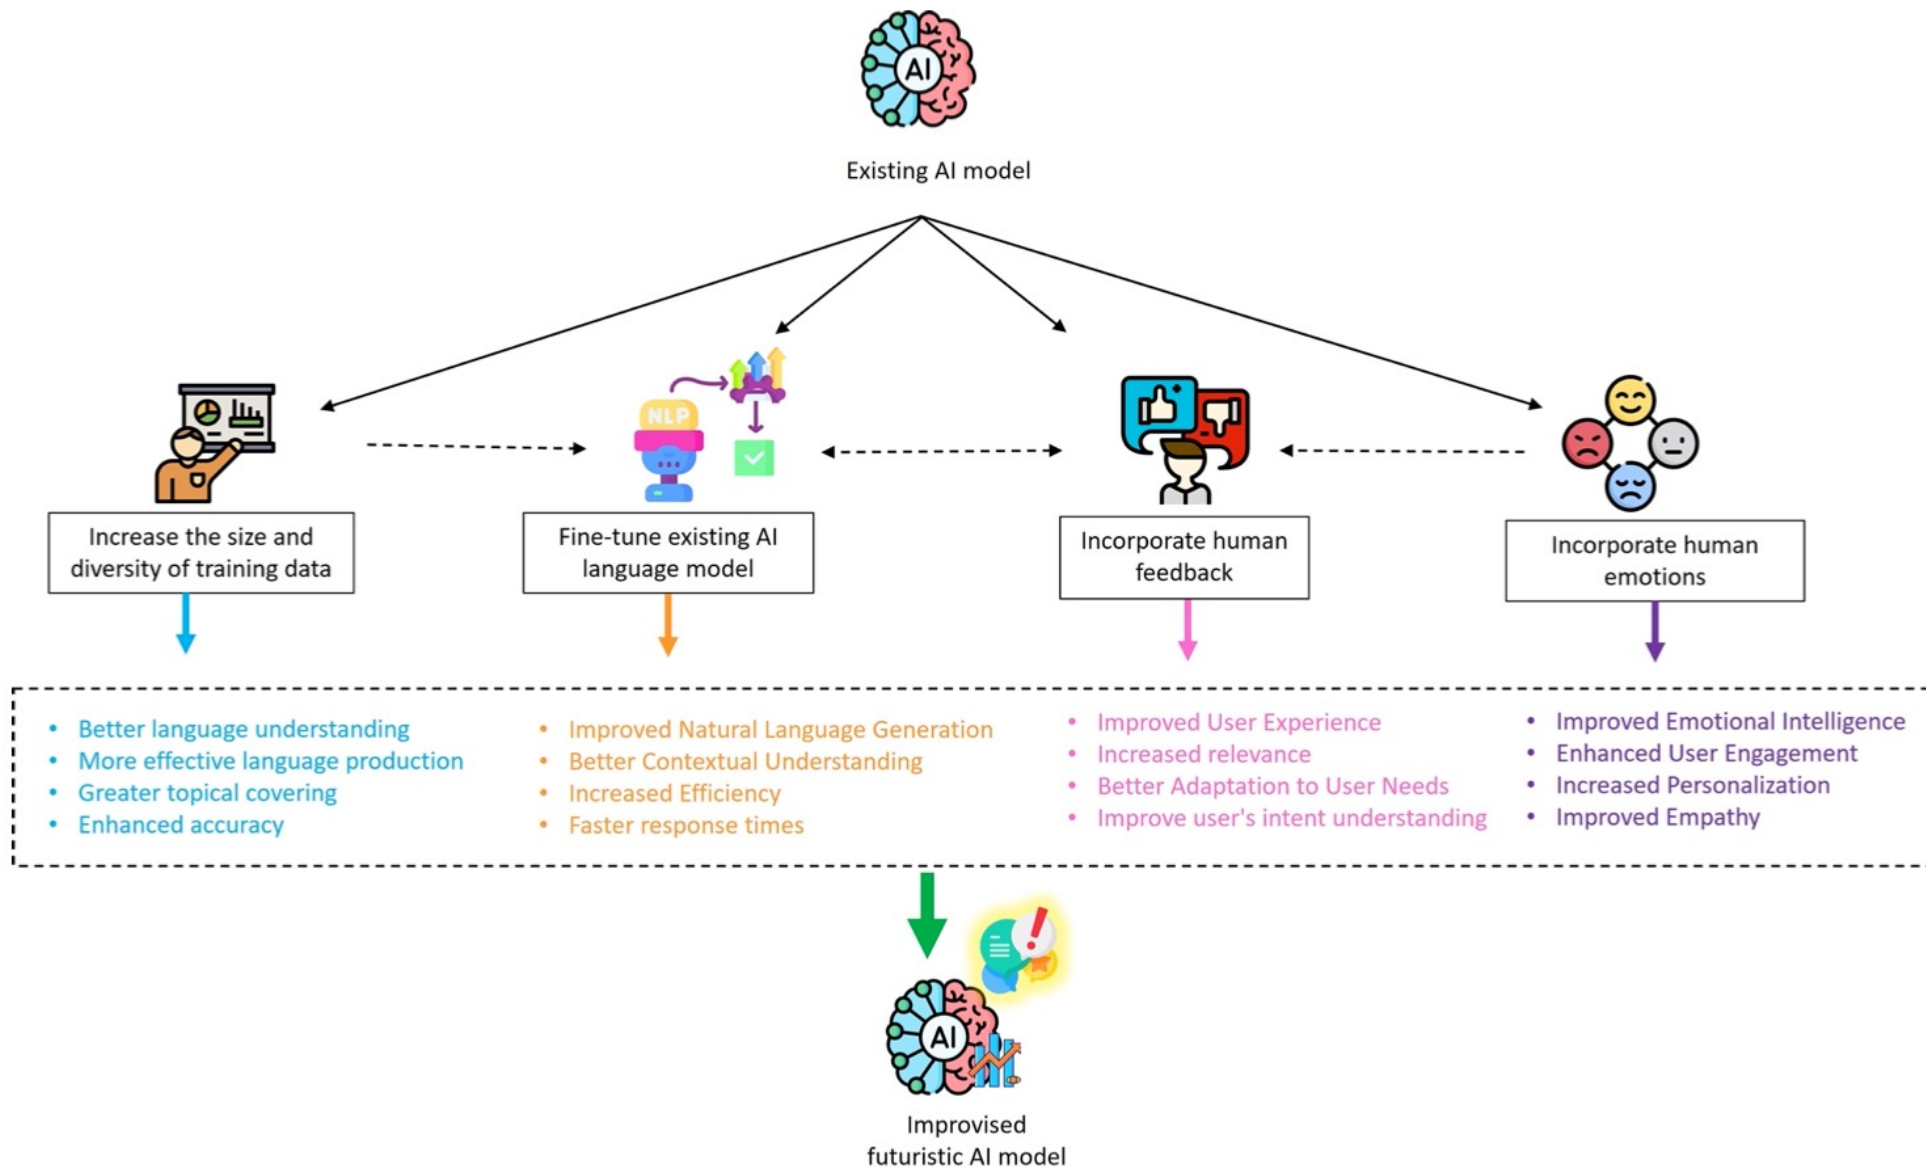 AI
Existing AI model
NLP
Increase the size and
diversity of training data
Fine-tune existing AI
language model
Incorporate human
feedback
Incorporate human
emotions
• Better language understanding
• More effective language production
• Greater topical covering
• Enhanced accuracy
• Improved Natural Language Generation
• Better Contextual Understanding
• Increased Efficiency
• Faster response times
• Improved User Experience
• Increased relevance
• Better Adaptation to User Needs
• Improve user's intent understanding
• Improved Emotional Intelligence
• Enhanced User Engagement
• Increased Personalization
• Improved Empathy
!
AI
Improvised
futuristic AI model